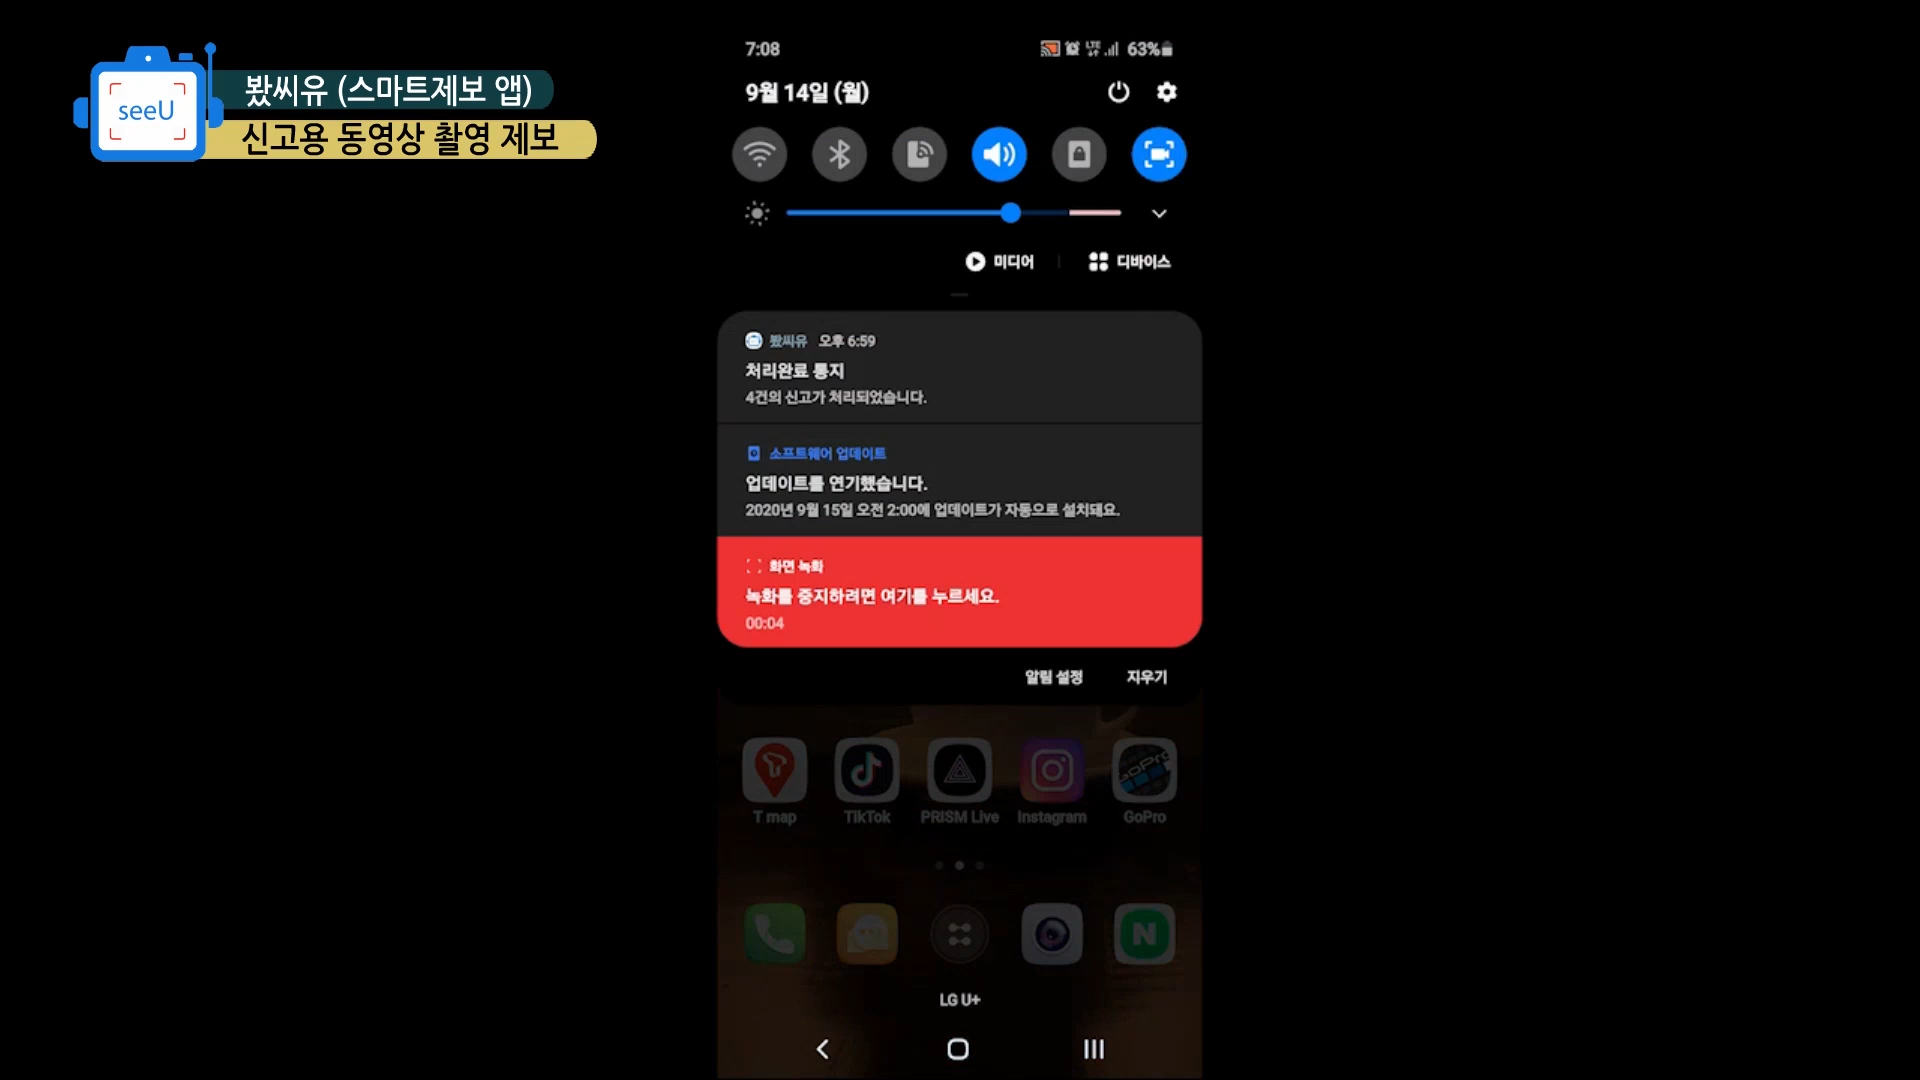 seeU
봤씨유 (스마트제보 앱)
신고용 동영상 촬영 제보
7:08
63%
9월 14일 (월)
미디어
디바이스
봤씨유 오후 6:59
처리완료 통지
4건의 신고가 처리되었습니다.
소프트웨어 업데이트
업데이트를 연기했습니다.
2020년 9월 15일 오전 2:00에 업데이트가 자동으로 설치돼요.
화면 녹화
녹화를 중지하려면 여기를 누르세요.
00:04
알림 설정 지우기
GoPro
T map TikTok PRISM Live Instagram GoPro
N
LG U+